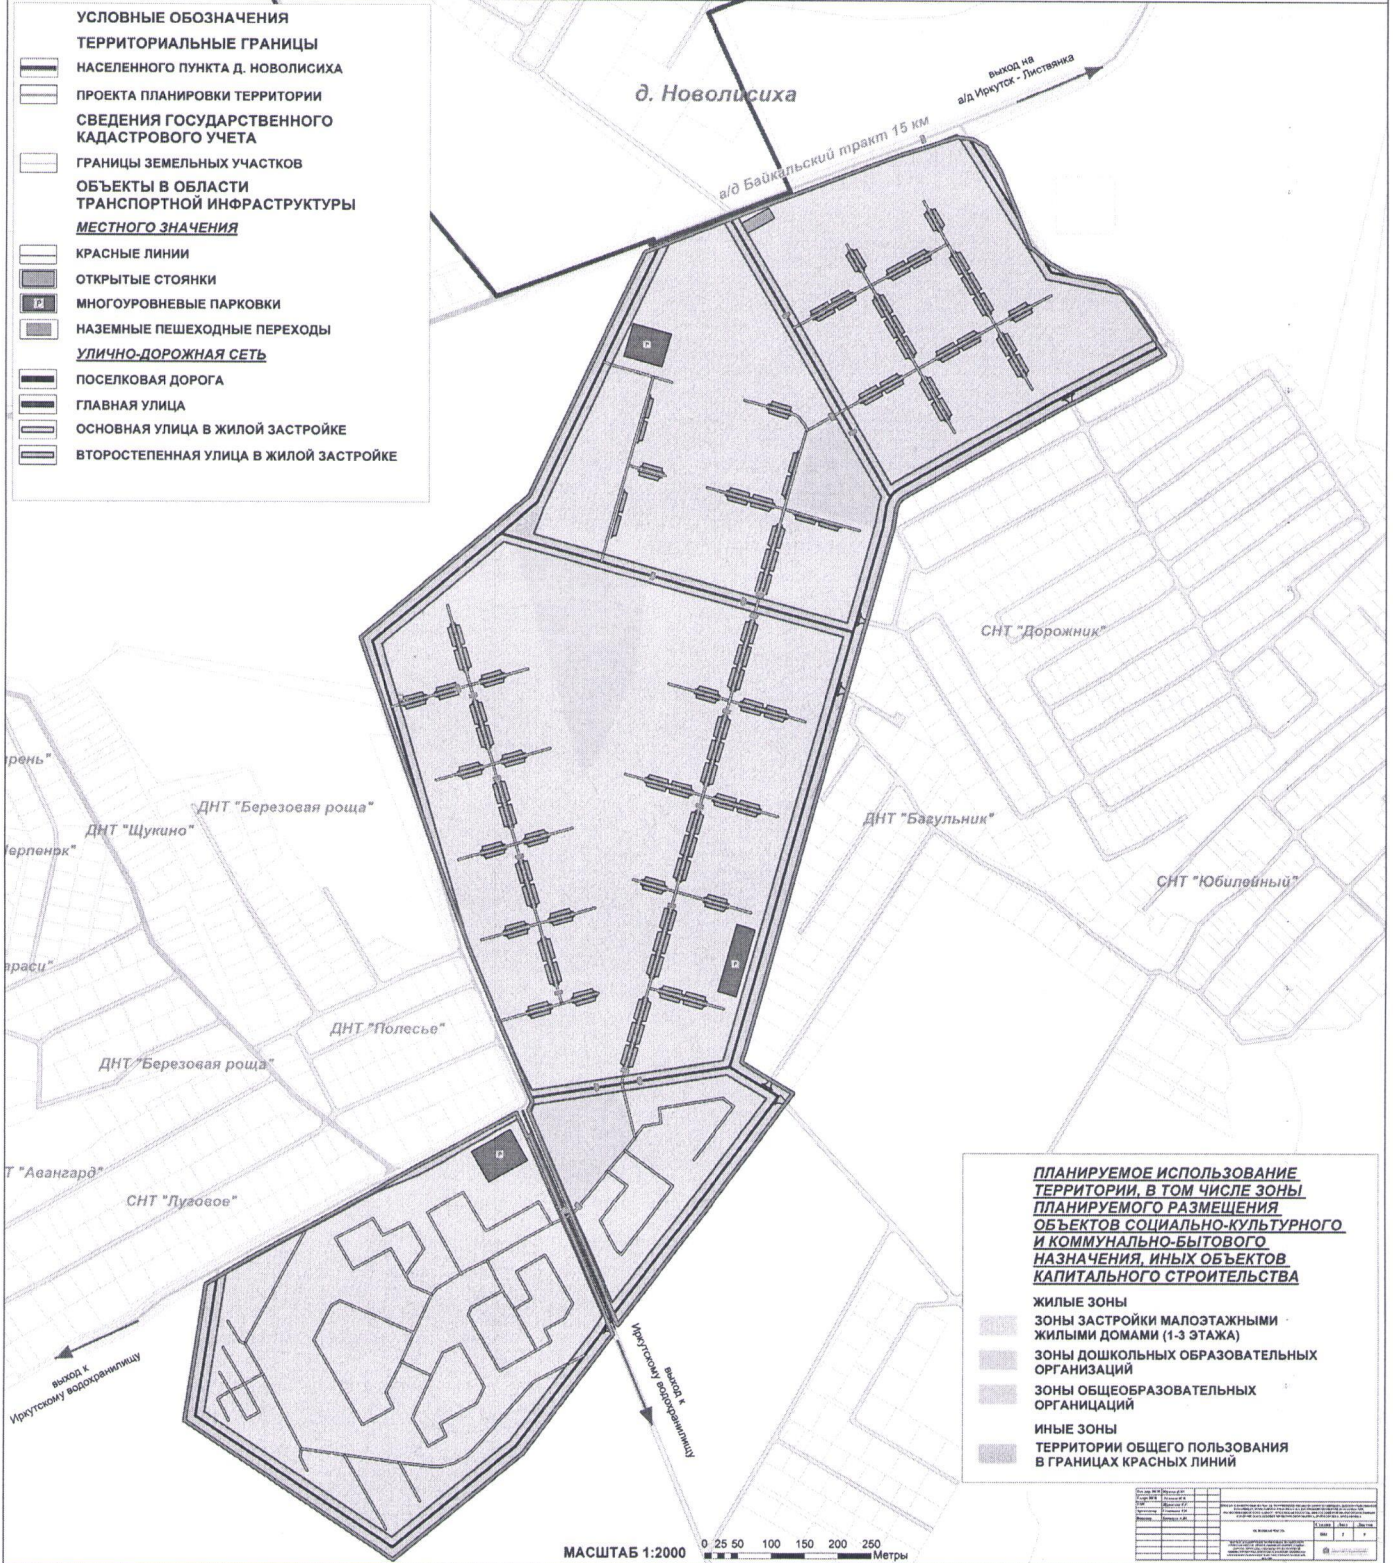 УСЛОВНЫЕ ОБОЗНАЧЕНИЯ
ТЕРРИТОРИАЛЬНЫЕ ГРАНИЦЫ
НАСЕЛЕННОГО ПУНКТА Д. НОВОЛИСИХА
ПРОЕКТА ПЛАНИРОВКИ ТЕРРИТОРИИ
СВЕДЕНИЯ ГОСУДАРСТВЕННОГО
КАДАСТРОВОГО УЧЕТА
ГРАНИЦЫ ЗЕМЕЛЬНЫХ УЧАСТКОВ
ОБЪЕКТЫ В ОБЛАСТИ
ТРАНСПОРТНОЙ ИНФРАСТРУКТУРЫ
МЕСТНОГО ЗНАЧЕНИЯ
КРАСНЫЕ ЛИНИИ
ОТКРЫТЫЕ СТОЯНКИ
P МНОГОУРОВНЕВЫЕ ПАРКОВКИ
НАЗЕМНЫЕ ПЕШЕХОДНЫЕ ПЕРЕХОДЫ
УЛИЧНО-ДОРОЖНАЯ СЕТЬ
ПОСЕЛКОВАЯ ДОРОГА
ГЛАВНАЯ УЛИЦА
ОСНОВНАЯ УЛИЦА В ЖИЛОЙ ЗАСТРОЙКЕ
ВТОРОСТЕПЕННАЯ УЛИЦА В ЖИЛОЙ ЗАСТРОЙКЕ
д. Новолисиха
выход на
а/д Иркутск - Листвянка
а/д Байкальский тракт 15 км
P
СНТ "Дорожник"
рень"
ДНТ "Березовая роща"
ДНТ "Щукино"
ДНТ "Багульник"
СНТ "Юбилейный"
P
ДНТ "Полесье"
ДНТ "Березовая роща"
P
Т "Авангард"
СНТ "Луговое"
выход к
Иркутскому водохранилищу
выход к
Иркутскому водохранилищу
ПЛАНИРУЕМОЕ ИСПОЛЬЗОВАНИЕ
ТЕРРИТОРИИ, В ТОМ ЧИСЛЕ ЗОНЫ
ПЛАНИРУЕМОГО РАЗМЕЩЕНИЯ
ОБЪЕКТОВ СОЦИАЛЬНО-КУЛЬТУРНОГО
И КОММУНАЛЬНО-БЫТОВОГО
НАЗНАЧЕНИЯ, ИНЫХ ОБЪЕКТОВ
КАПИТАЛЬНОГО СТРОИТЕЛЬСТВА
ЖИЛЫЕ ЗОНЫ
ЗОНЫ ЗАСТРОЙКИ МАЛОЭТАЖНЫМИ
ЖИЛЫМИ ДОМАМИ (1-3 ЭТАЖА)
ЗОНЫ ДОШКОЛЬНЫХ ОБРАЗОВАТЕЛЬНЫХ
ОРГАНИЗАЦИЙ
ЗОНЫ ОБЩЕОБРАЗОВАТЕЛЬНЫХ
ОРГАНИЦАЦИЙ
ИНЫЕ ЗОНЫ
ТЕРРИТОРИИ ОБЩЕГО ПОЛЬЗОВАНИЯ
В ГРАНИЦАХ КРАСНЫХ ЛИНИЙ
МАСШТАБ 1:2000
0 25 50 100 150 200 250
Метры